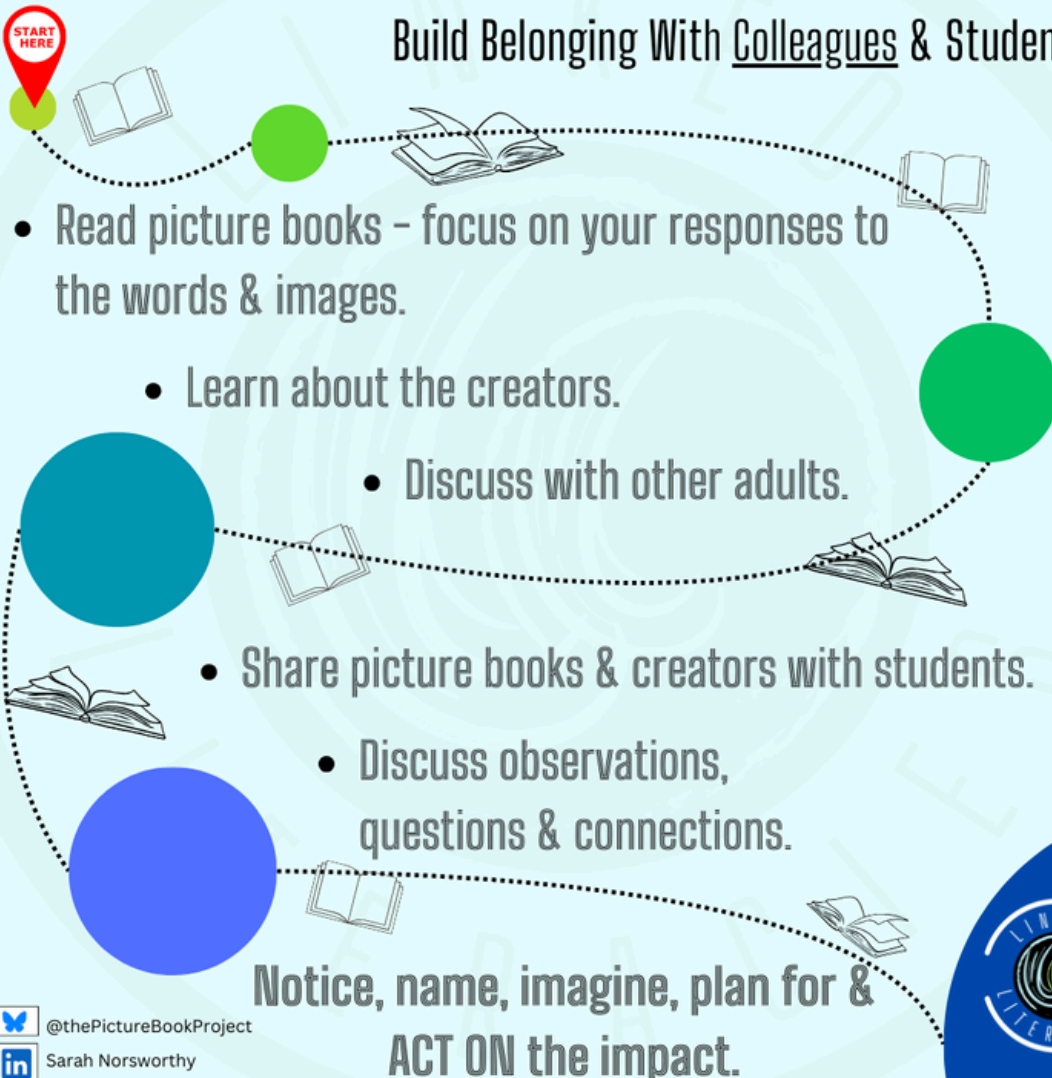 START
HERE
Build Belonging With Colleagues &
• Read picture books - focus on your responses to
the words & images.
• Learn about the creators.
• Discuss with other adults.
• Share picture books & creators with students.
• Discuss observations,
questions & connections.
Notice, name, imagine, plan for &
ACT ON the impact.
@thePictureBookProject
in
Sarah Norsworthy